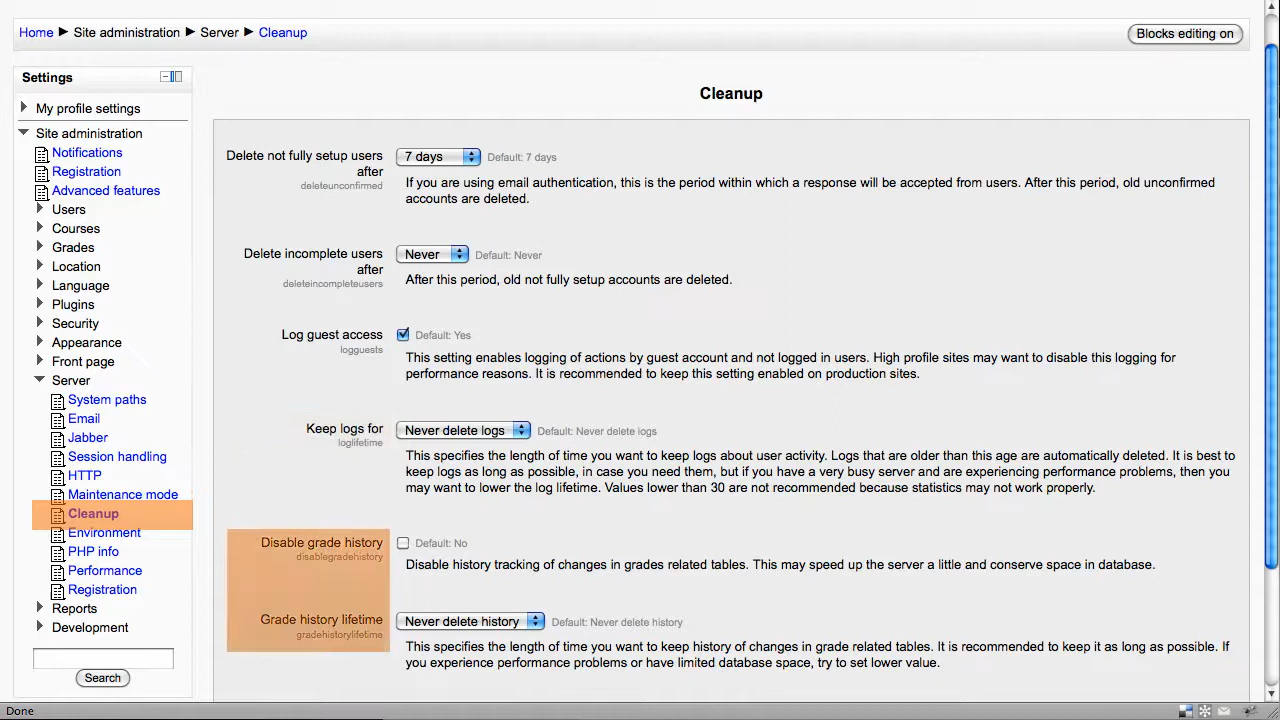 Home ▶ Site administration ▶ Server ▶ Cleanup
Blocks editing on
Settings
My profile settings
Site administration
Notifications
Registration
Advanced features
Users
Courses
Grades
Location
Language
Plugins
Security
Appearance
Front page
Server
System paths
Email
Jabber
Session handling
HTTP
Maintenance mode
Cleanup
Environment
PHP info
Performance
Registration
Reports
Development
Search
Cleanup
Delete not fully setup users
after
deleteunconfirmed
7 days
Default: 7 days
If you are using email authentication, this is the period within which a response will be accepted from users. After this period, old unconfirmed
accounts are deleted.
Delete incomplete users
after
deleteincompleteusers
Never
Default: Never
After this period, old not fully setup accounts are deleted.
Log guest access
logguests
Default: Yes
This setting enables logging of actions by guest account and not logged in users. High profile sites may want to disable this logging for
performance reasons. It is recommended to keep this setting enabled on production sites.
Keep logs for
loglifetime
Never delete logs
Default: Never delete logs
This specifies the length of time you want to keep logs about user activity. Logs that are older than this age are automatically deleted. It is best to
keep logs as long as possible, in case you need them, but if you have a very busy server and are experiencing performance problems, then you
may want to lower the log lifetime. Values lower than 30 are not recommended because statistics may not work properly.
Disable grade history
disablegradehistory
Default: No
Disable history tracking of changes in grades related tables. This may speed up the server a little and conserve space in database.
Grade history lifetime
gradehistorylifetime
Never delete history
Default: Never delete history
This specifies the length of time you want to keep history of changes in grade related tables. It is recommended to keep it as long as possible. If
you experience performance problems or have limited database space, try to set lower value.
Done